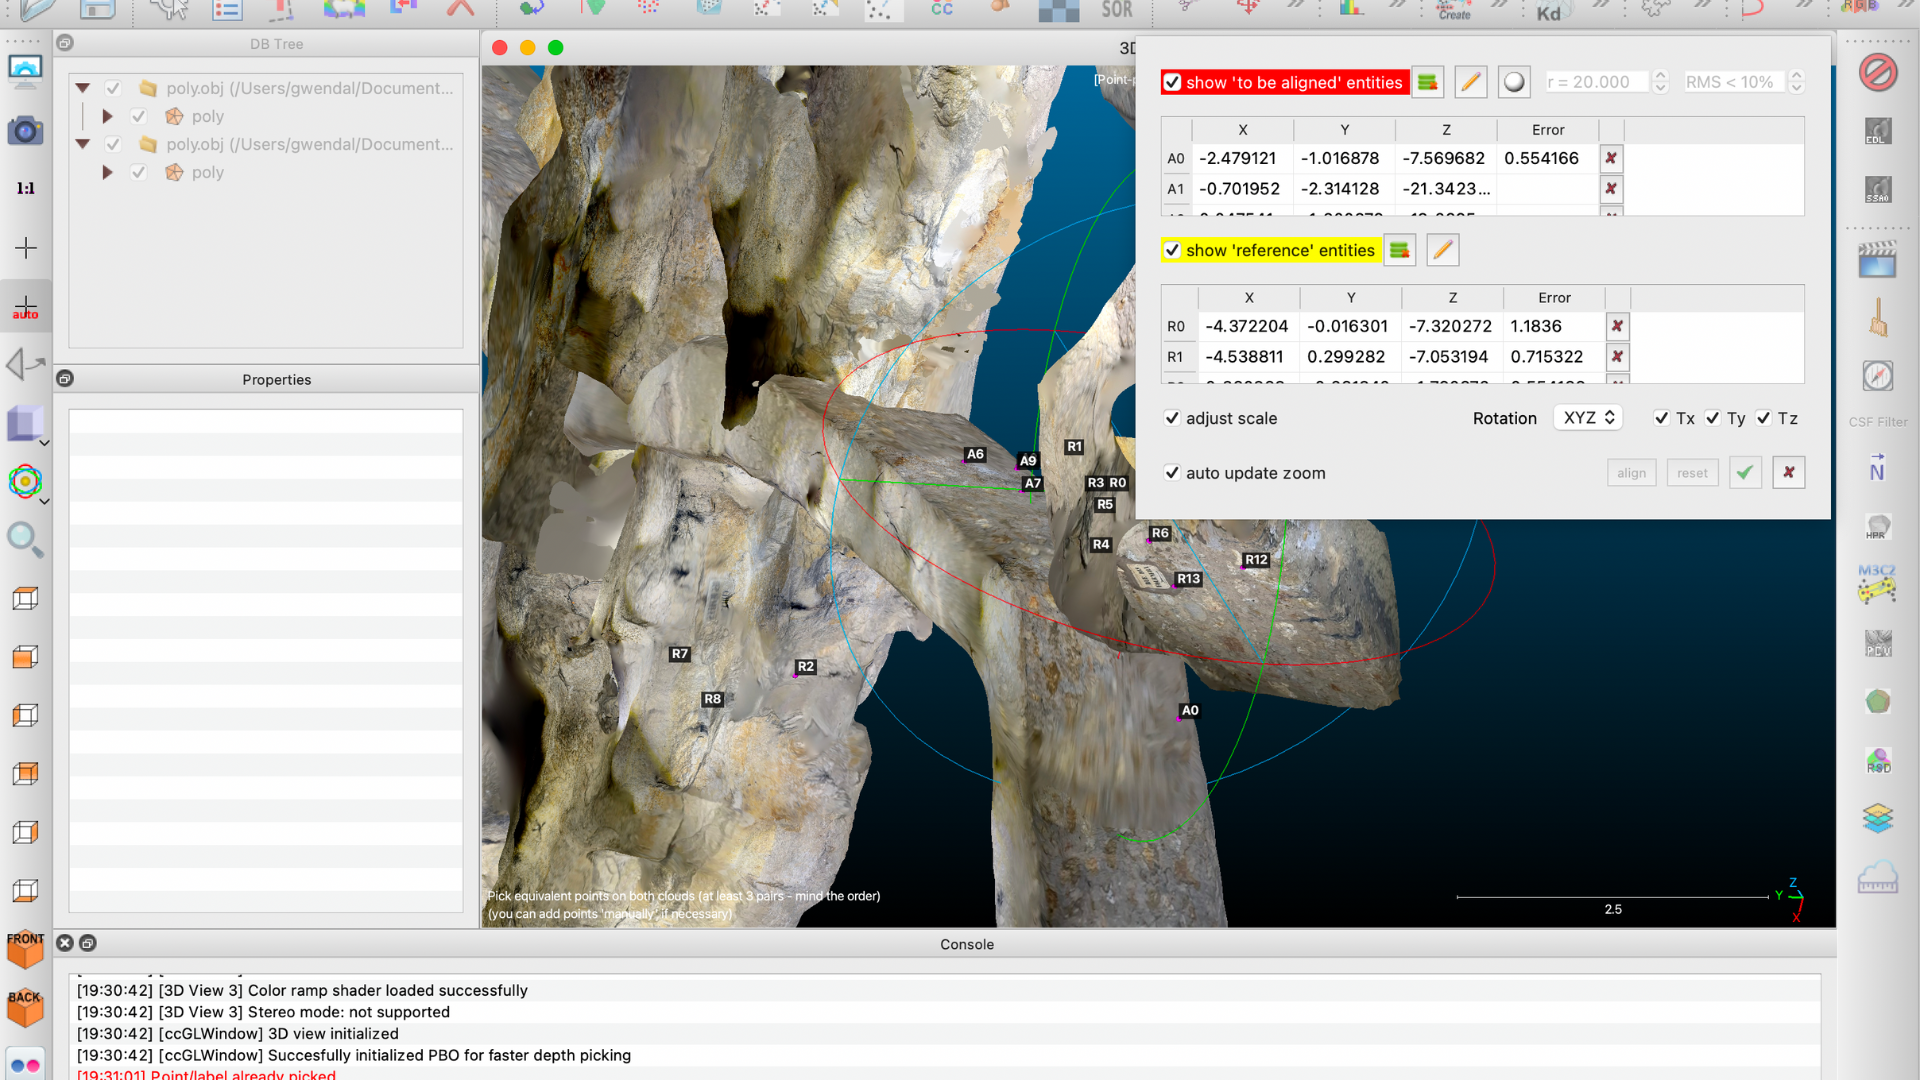 CC
SOR
Create
Kd
RGB
DB Tree
poly.obj (/Users/gwendal/Document...
poly
poly.obj (/Users/gwendal/Document...
poly
1:1
auto
Properties
FRONT
BACK
3D
[Point-p
show 'to be aligned' entities
r = 20.000
RMS < 10%
X Y Z Error
A0 -2.479121 -1.016878 -7.569682 0.554166
A1 -0.701952 -2.314128 -21.3423...
show 'reference' entities
X Y Z Error
R0 -4.372204 -0.016301 -7.320272 1.1836
R1 -4.538811 0.299282 -7.053194 0.715322
adjust scale
Rotation
XYZ
Tx
Ty
Tz
auto update zoom
align
reset
A6
A9
R1
A7
R3
R0
R5
R4
R6
R12
R13
R7
R2
R8
A0
Pick equivalent points on both clouds (at least 3 pairs - mind the order)
(you can add points 'manually' if necessary)
2.5
Z
Y
X
EDL
SSAO
CSF Filter
N
HPR
M3C2
PCV
RSD
Console
[19:30:42] [3D View 3] Color ramp shader loaded successfully
[19:30:42] [3D View 3] Stereo mode: not supported
[19:30:42] [ccGLWindow] 3D view initialized
[19:30:42] [ccGLWindow] Succesfully initialized PBO for faster depth picking
[19:31:01] Point/label already picked